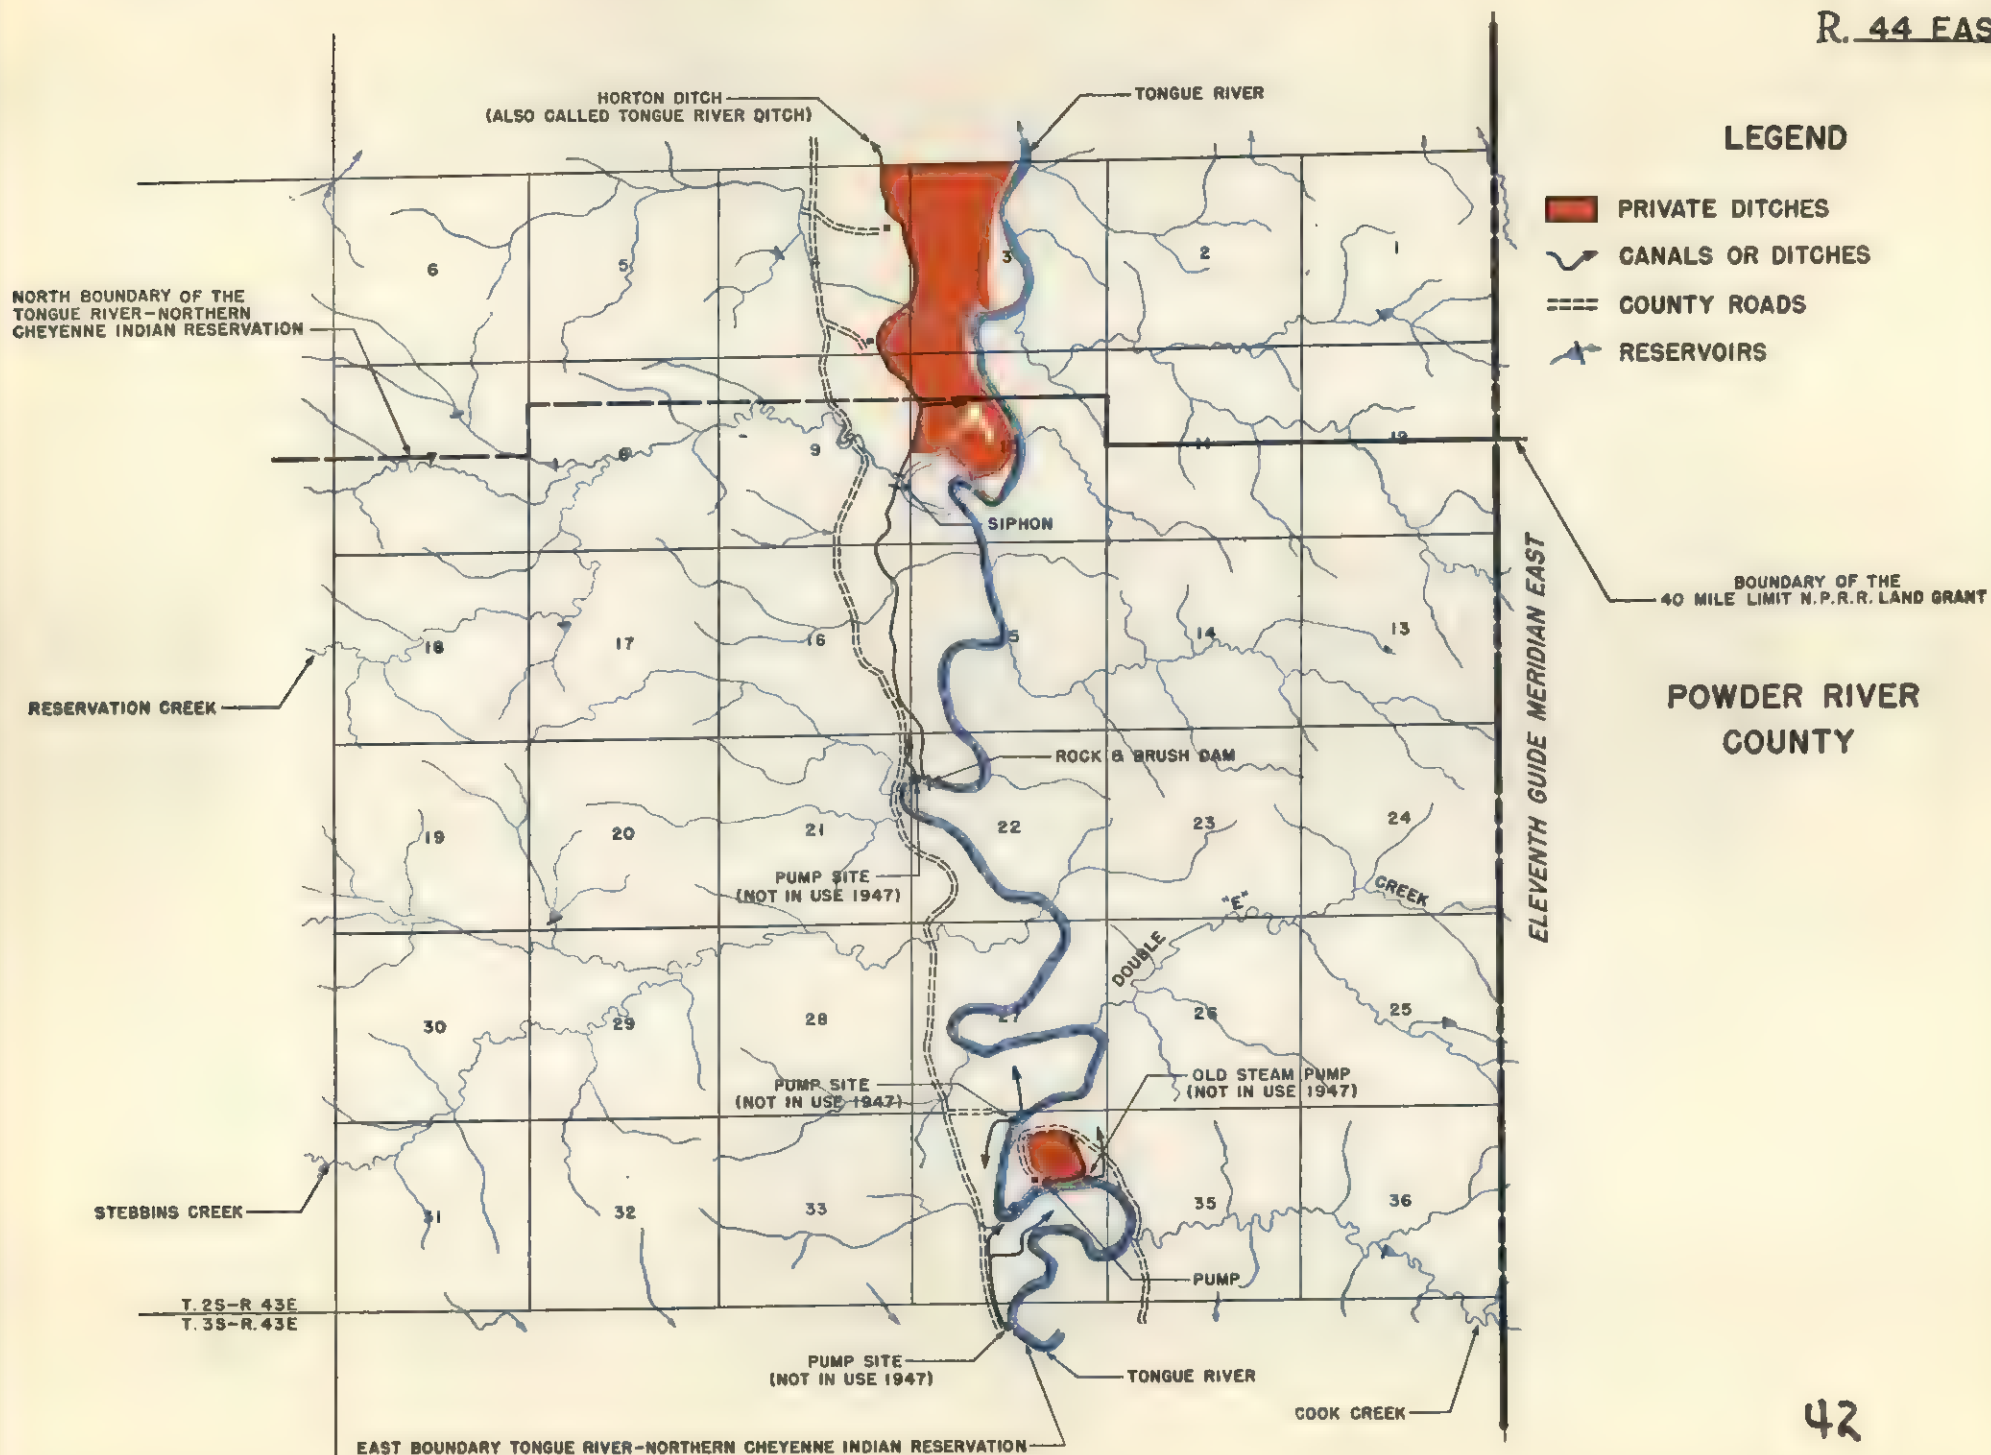 R. 44 EAS
HORTON DITCH
(ALSO CALLED TONGUE RIVER DITCH)
TONGUE RIVER
LEGEND
PRIVATE DITCHES
CANALS OR DITCHES
COUNTY ROADS
RESERVOIRS
6
5
4
3
2
1
NORTH BOUNDARY OF THE
TONGUE RIVER-NORTHERN
CHEYENNE INDIAN RESERVATION
8
9
11
12
SIPHON
ELEVENTH GUIDE MERIDIAN EAST
BOUNDARY OF THE
40 MILE LIMIT N.P.R.R. LAND GRANT
18
17
16
15
14
13
RESERVATION CREEK
POWDER RIVER
COUNTY
ROCK & BRUSH DAM
19
20
21
22
23
24
PUMP SITE
(NOT IN USE 1947)
DOUBLE "E" CREEK
30
29
28
27
26
25
PUMP SITE
(NOT IN USE 1947)
OLD STEAM PUMP
(NOT IN USE 1947)
STEBBINS CREEK
31
32
33
35
36
PUMP
T. 2S-R. 43E
T. 3S-R. 43E
PUMP SITE
(NOT IN USE 1947)
TONGUE RIVER
COOK CREEK
EAST BOUNDARY TONGUE RIVER-NORTHERN CHEYENNE INDIAN RESERVATION
42